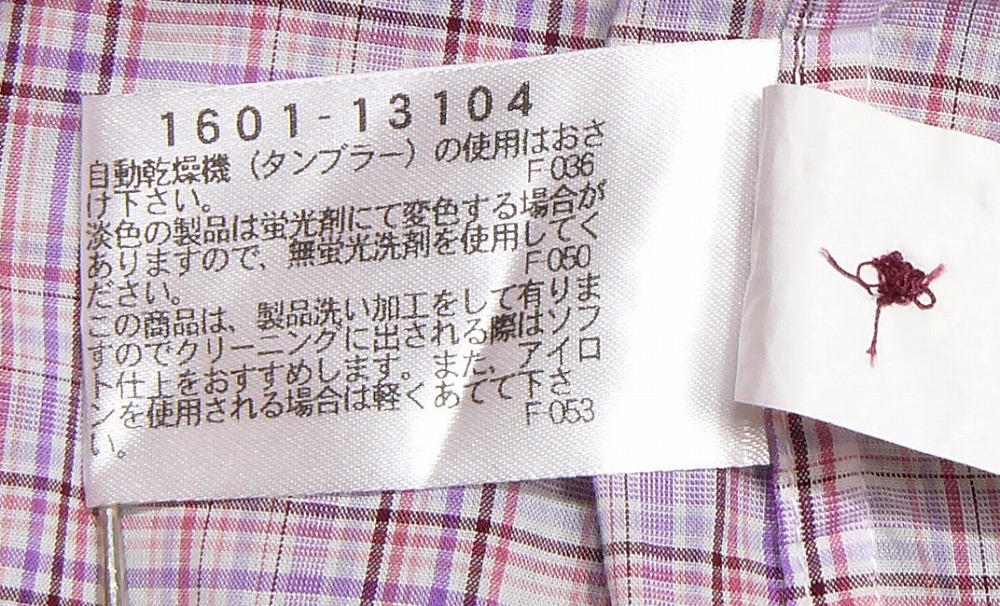 1601-13104
自動乾燥機（タンブラー）の使用はおさ
け下さい。 F 036
淡色の製品は蛍光剤にて変色する場合が
ありますので、無蛍光洗剤を使用してく
ださい。 F 050
この商品は、製品洗い加工をして有りま
すのでクリーニングに出される際はソフ
ト仕上をおすすめします。また、アイロ
ンを使用される場合は軽くあてて下さ
い。 F 053